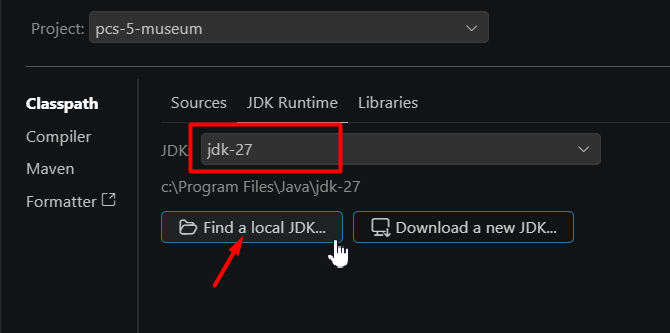 Project: pcs-5-museum
Classpath
Compiler
Maven
Formatter
Sources JDK Runtime Libraries
JDK: jdk-27
c:\Program Files\Java\jdk-27
Find a local JDK... Download a new JDK...